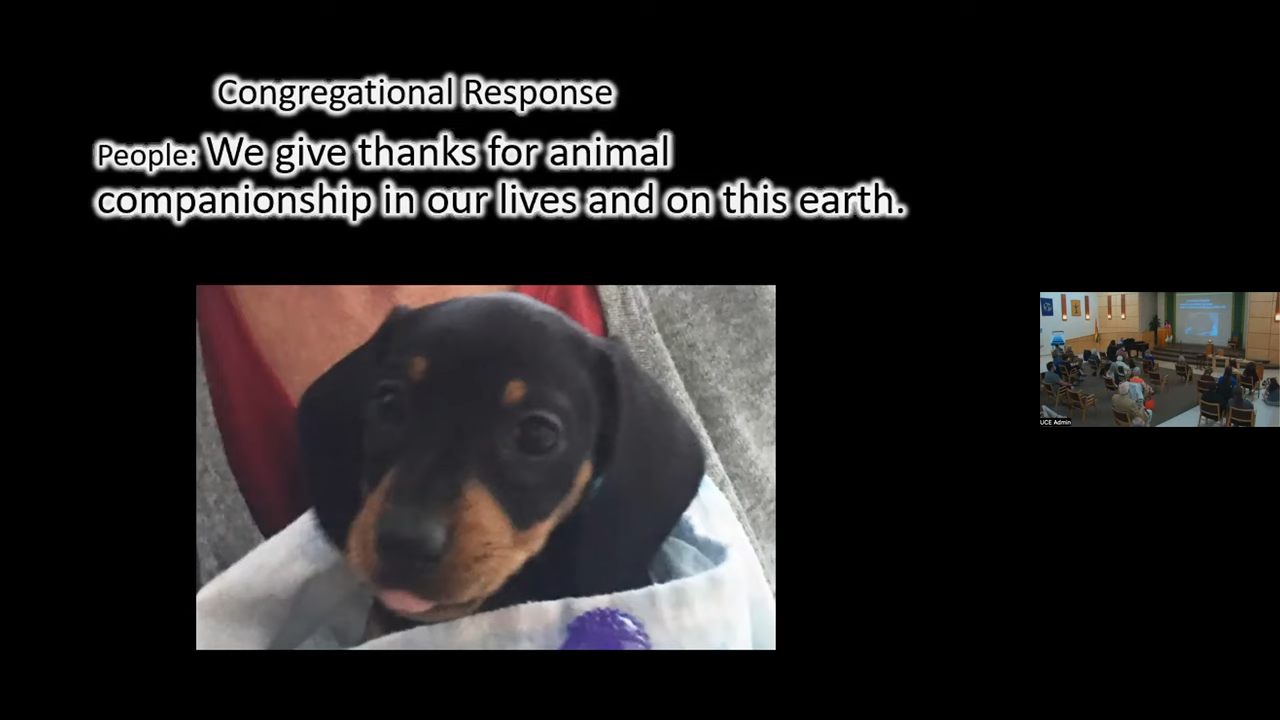 Congregational Response
People: We give thanks for animal
companionship in our lives and on this earth.
UCE Admin